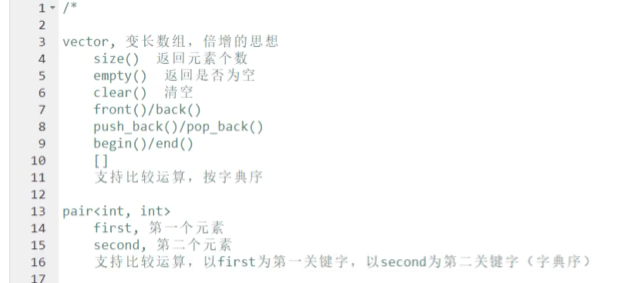 1 /*
2
3 vector, 变长数组，倍增的思想
4 size() 返回元素个数
5 empty() 返回是否为空
6 clear() 清空
7 front()/back()
8 push_back()/pop_back()
9 begin()/end()
10 []
11 支持比较运算，按字典序
12
13 pair<int, int>
14 first, 第一个元素
15 second, 第二个元素
16 支持比较运算，以first为第一关键字，以second为第二关键字（字典序）
17